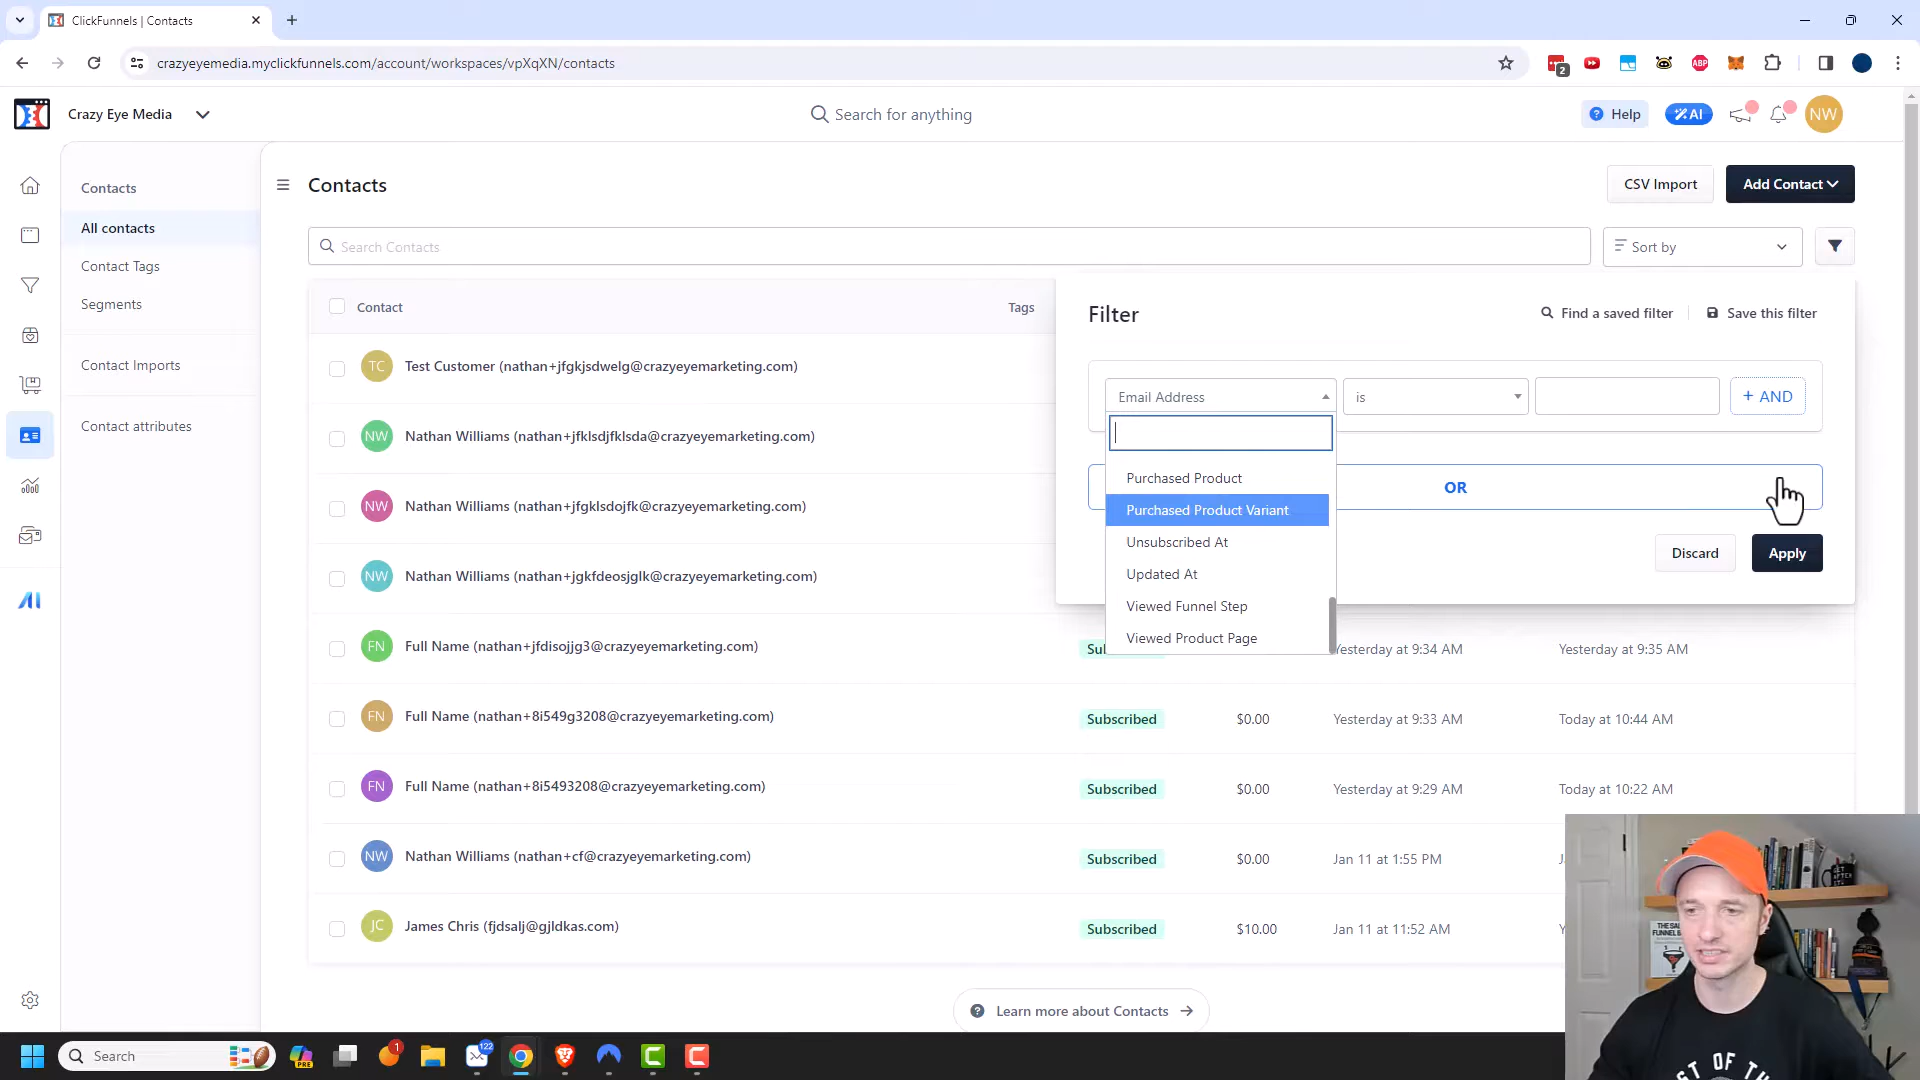 ClickFunnels | Contacts
crazyeyemedia.myclickfunnels.com/account/workspaces/vpXqXN/contacts
2
ABP
Crazy Eye Media
Search for anything
Help
AI
NW
Contacts
All contacts
Contact Tags
Segments
Contact Imports
Contact attributes
AI
Contacts
CSV Import
Add Contact
Search Contacts
Sort by
Contact
Tags
TC Test Customer (nathan+jfgkjsdwelg@crazyeyemarketing.com)
NW Nathan Williams (nathan+jfklsdjfklsda@crazyeyemarketing.com)
NW Nathan Williams (nathan+jfgklsdojfk@crazyeyemarketing.com)
NW Nathan Williams (nathan+jgkfdeosjglk@crazyeyemarketing.com)
FN Full Name (nathan+jfdisojjg3@crazyeyemarketing.com) Yesterday at 9:34 AM Yesterday at 9:35 AM
FN Full Name (nathan+8i549g3208@crazyeyemarketing.com) Subscribed $0.00 Yesterday at 9:33 AM Today at 10:44 AM
FN Full Name (nathan+8i5493208@crazyeyemarketing.com) Subscribed $0.00 Yesterday at 9:29 AM Today at 10:22 AM
NW Nathan Williams (nathan+cf@crazyeyemarketing.com) Subscribed $0.00 Jan 11 at 1:55 PM
JC James Chris (fjdsalj@gjldkas.com) Subscribed $10.00 Jan 11 at 11:52 AM
Filter
Find a saved filter
Save this filter
Email Address
is
+ AND
Purchased Product
Purchased Product Variant
Unsubscribed At
Updated At
Viewed Funnel Step
Viewed Product Page
OR
Discard
Apply
Learn more about Contacts
Search
PRE
1
122